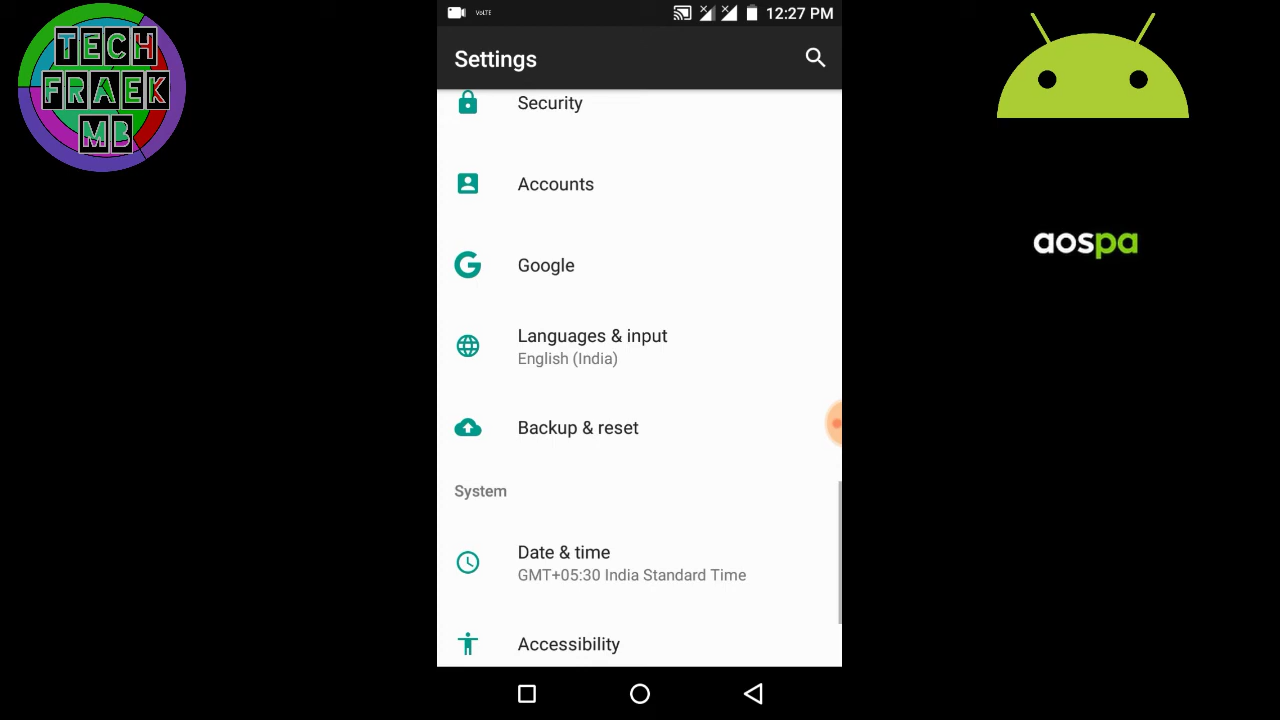 TECH
FRAEK
MB
VoLTE
12:27 PM
Settings
Security
Accounts
Google
Languages & input
English (India)
Backup & reset
System
Date & time
GMT+05:30 India Standard Time
Accessibility
aospa